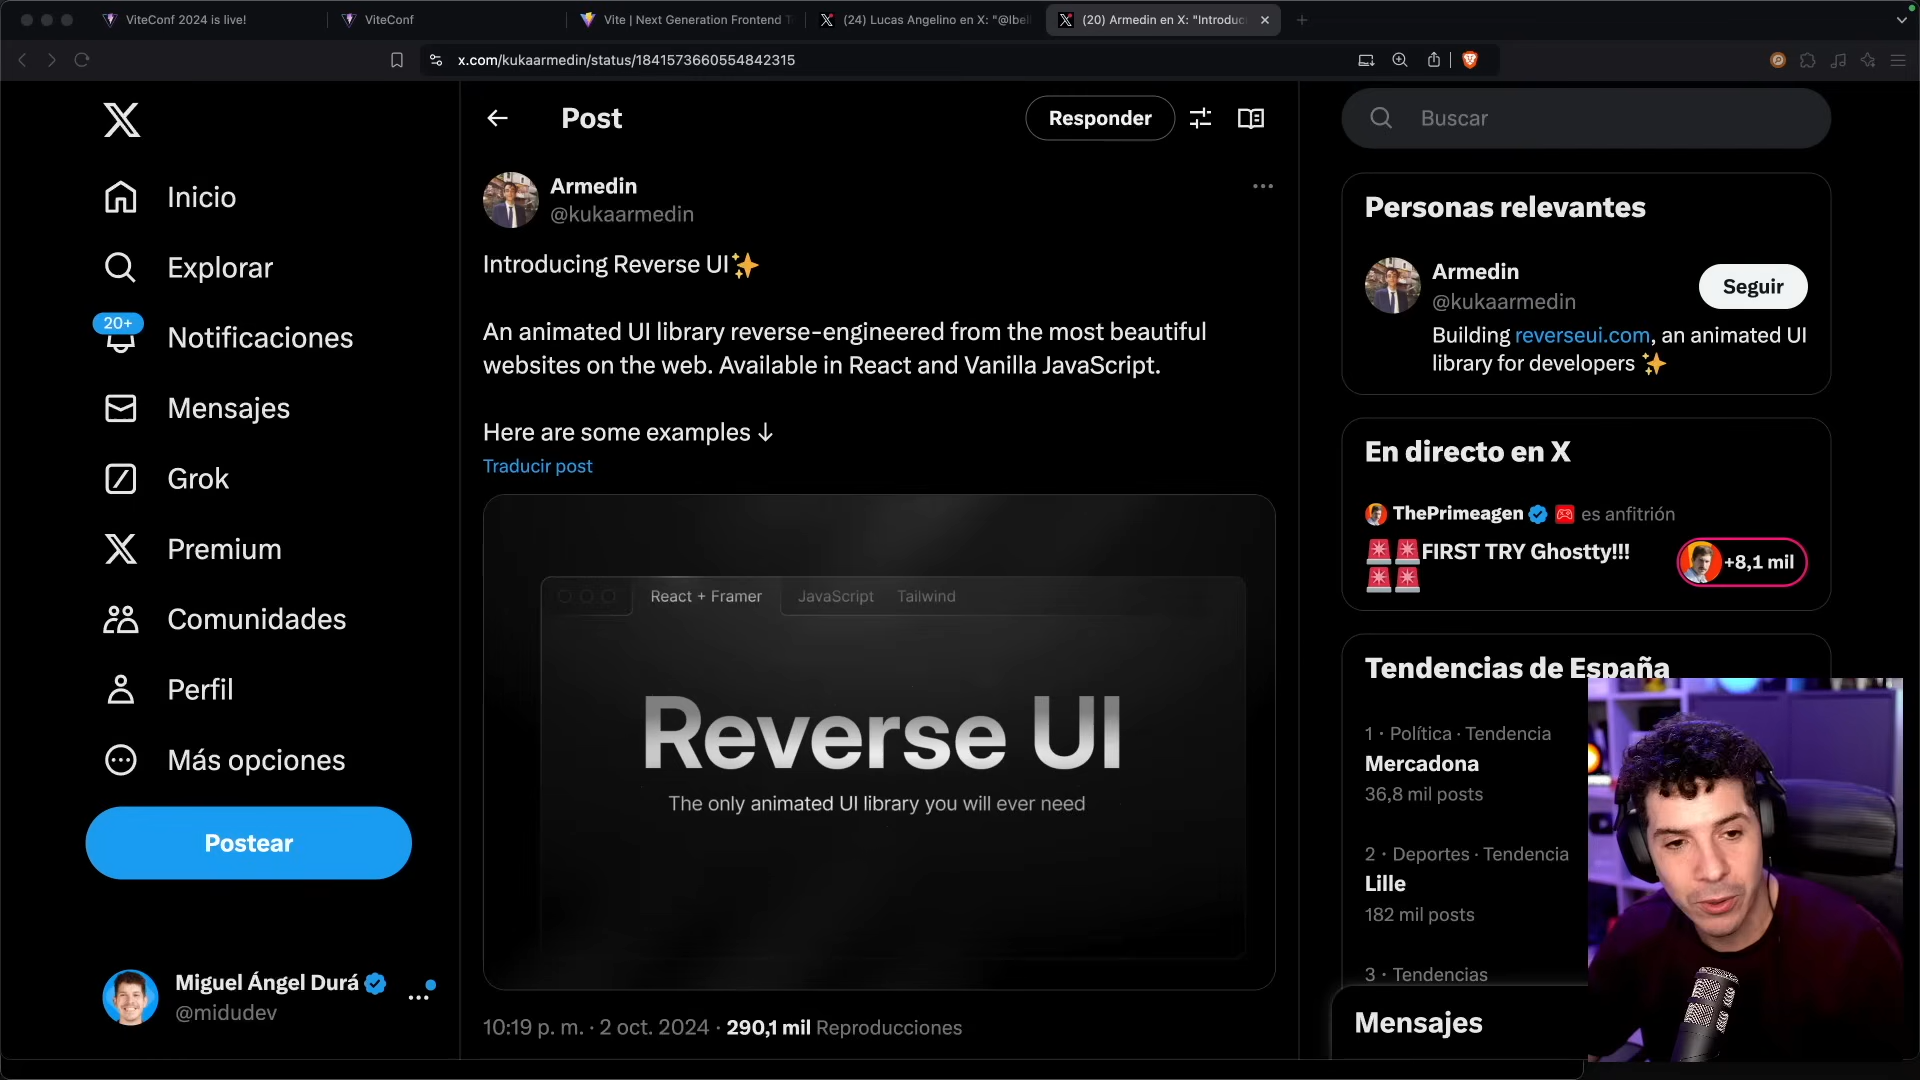 ViteConf 2024 is live!
ViteConf
Vite | Next Generation Frontend T
(24) Lucas Angelino en X: "@lbel
(20) Armedin en X: "Introduc
x.com/kukaarmedin/status/1841573660554842315
Inicio
Explorar
20+
Notificaciones
Mensajes
Grok
Premium
Comunidades
Perfil
Más opciones
Postear
Miguel Ángel Durá
@midudev
Post
Responder
Armedin
@kukaarmedin
Introducing Reverse UI✨
An animated UI library reverse-engineered from the most beautiful
websites on the web. Available in React and Vanilla JavaScript.
Here are some examples ↓
Traducir post
React + Framer
JavaScript
Tailwind
Reverse UI
The only animated UI library you will ever need
10:19 p. m. · 2 oct. 2024 · 290,1 mil Reproducciones
Buscar
Personas relevantes
Armedin
@kukaarmedin
Seguir
Building reverseui.com, an animated UI
library for developers ✨
En directo en X
ThePrimeagen es anfitrión
🚨🚨FIRST TRY Ghostty!!!
🚨🚨
+8,1 mil
Tendencias de España
1 · Política · Tendencia
Mercadona
36,8 mil posts
2 · Deportes · Tendencia
Lille
182 mil posts
3 · Tendencias
Mensajes